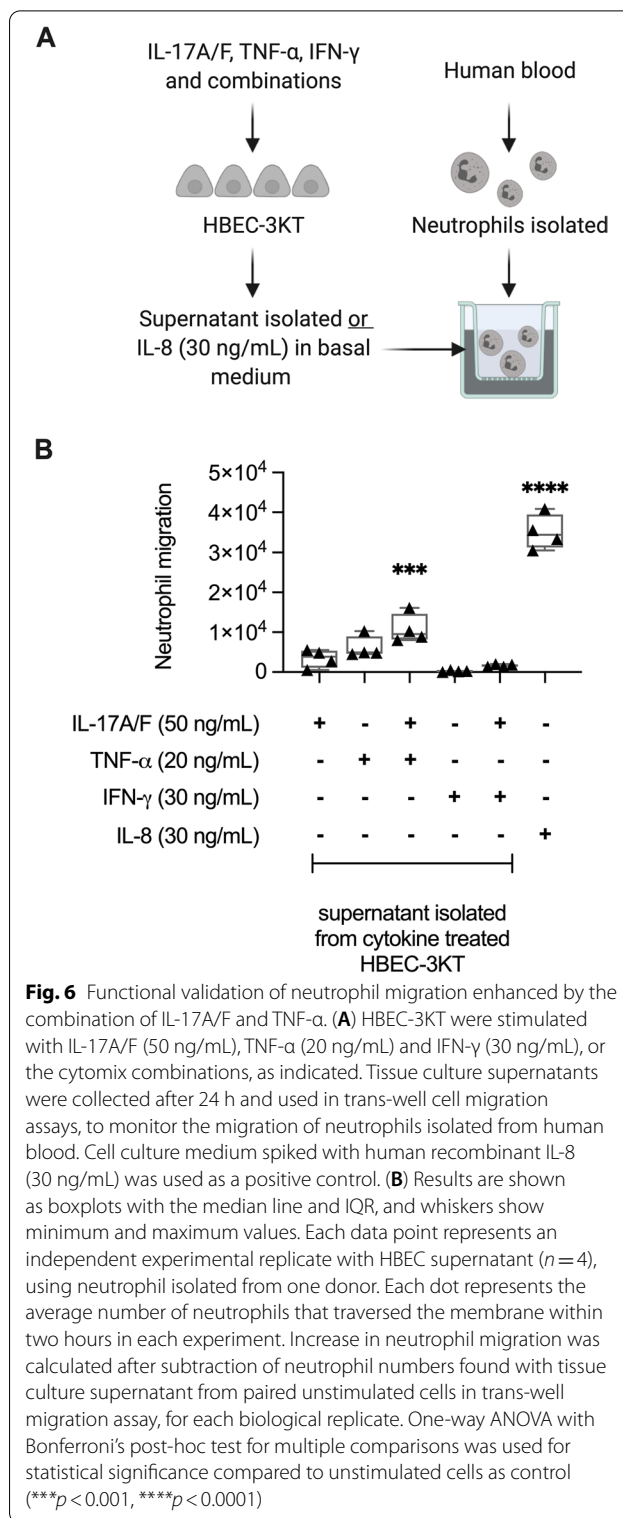 A
IL-17A/F, TNF-α, IFN-γ
and combinations
Human blood
HBEC-3KT
Neutrophils isolated
Supernatant isolated or
IL-8 (30 ng/mL) in basal
medium
B
Neutrophil migration
5×10⁴
4×10⁴
3×10⁴
2×10⁴
1×10⁴
0
***
****
IL-17A/F (50 ng/mL) + - + - + -
TNF-α (20 ng/mL) - + + - - -
IFN-γ (30 ng/mL) - - - + + -
IL-8 (30 ng/mL) - - - - - +
supernatant isolated
from cytokine treated
HBEC-3KT
Fig. 6 Functional validation of neutrophil migration enhanced by the
combination of IL-17A/F and TNF-α. (A) HBEC-3KT were stimulated
with IL-17A/F (50 ng/mL), TNF-α (20 ng/mL) and IFN-γ (30 ng/mL), or
the cytomix combinations, as indicated. Tissue culture supernatants
were collected after 24 h and used in trans-well cell migration
assays, to monitor the migration of neutrophils isolated from human
blood. Cell culture medium spiked with human recombinant IL-8
(30 ng/mL) was used as a positive control. (B) Results are shown
as boxplots with the median line and IQR, and whiskers show
minimum and maximum values. Each data point represents an
independent experimental replicate with HBEC supernatant (n = 4),
using neutrophil isolated from one donor. Each dot represents the
average number of neutrophils that traversed the membrane within
two hours in each experiment. Increase in neutrophil migration was
calculated after subtraction of neutrophil numbers found with tissue
culture supernatant from paired unstimulated cells in trans-well
migration assay, for each biological replicate. One-way ANOVA with
Bonferroni's post-hoc test for multiple comparisons was used for
statistical significance compared to unstimulated cells as control
(***p < 0.001, ****p < 0.0001)